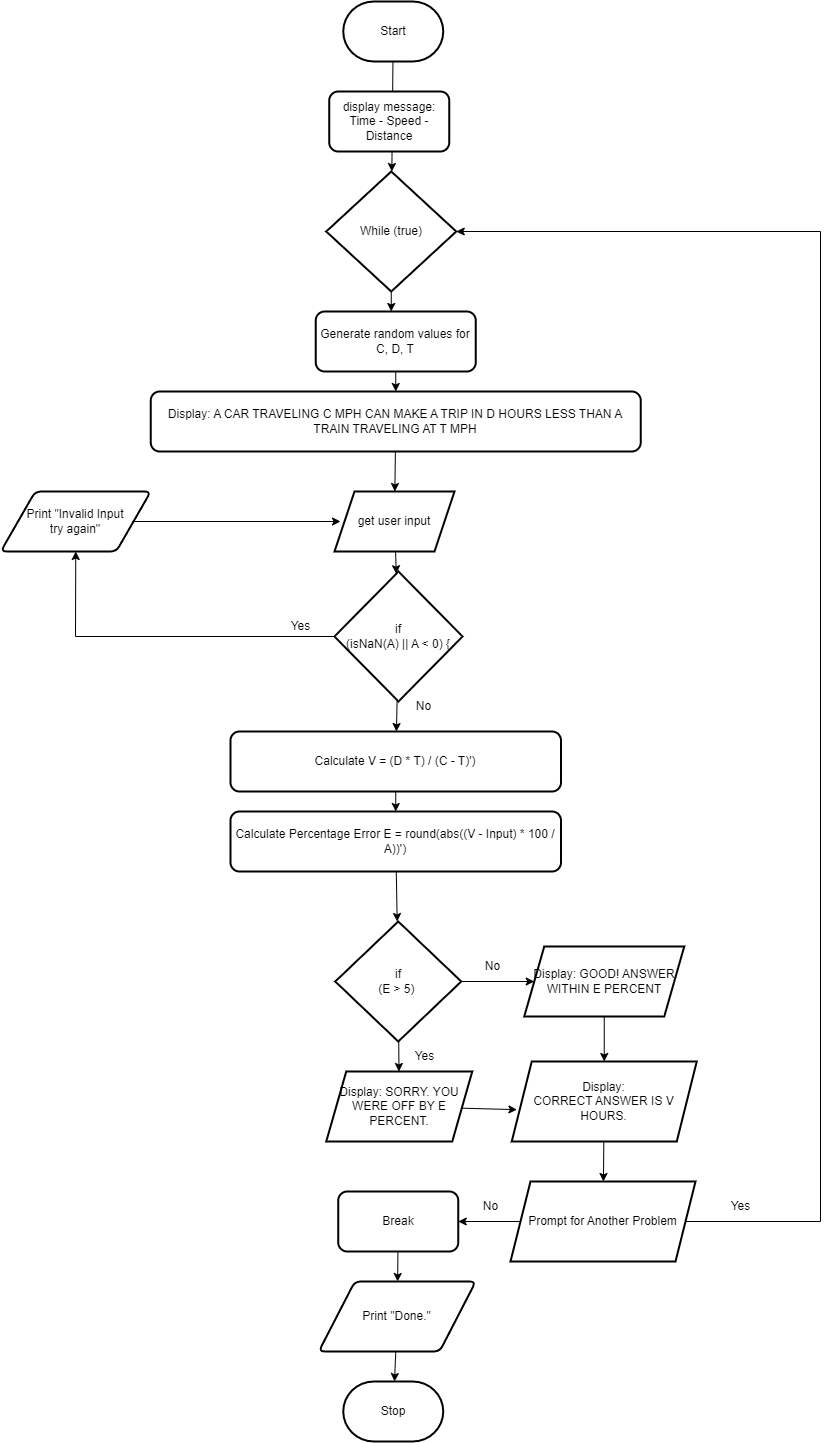 Start
display message:
Time - Speed -
Distance
While (true)
Generate random values for
C, D, T
Display: A CAR TRAVELING C MPH CAN MAKE A TRIP IN D HOURS LESS THAN A
TRAIN TRAVELING AT T MPH
Print "Invalid Input
try again"
get user input
Yes
if
(isNaN(A) || A < 0) {
No
Calculate V = (D * T) / (C - T)')
Calculate Percentage Error E = round(abs((V - Input) * 100 /
A))')
if
(E > 5)
No
Display: GOOD! ANSWER
WITHIN E PERCENT
Yes
Display: SORRY. YOU
WERE OFF BY E
PERCENT.
Display:
CORRECT ANSWER IS V
HOURS.
Break
No
Prompt for Another Problem
Yes
Print "Done."
Stop